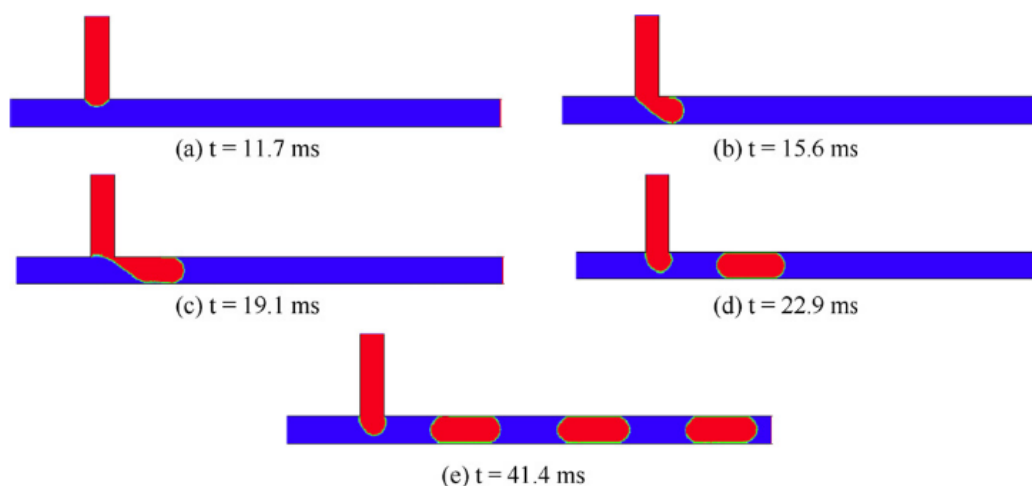 (a) t = 11.7 ms
(b) t = 15.6 ms
(c) t = 19.1 ms
(d) t = 22.9 ms
(e) t = 41.4 ms